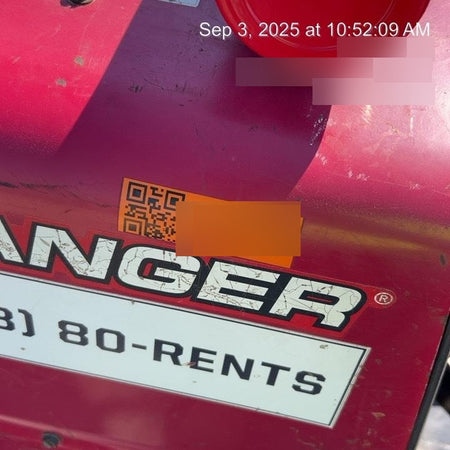 Sep 3, 2025 at 10:52:09 AM
ANGER®
8) 80-RENTS